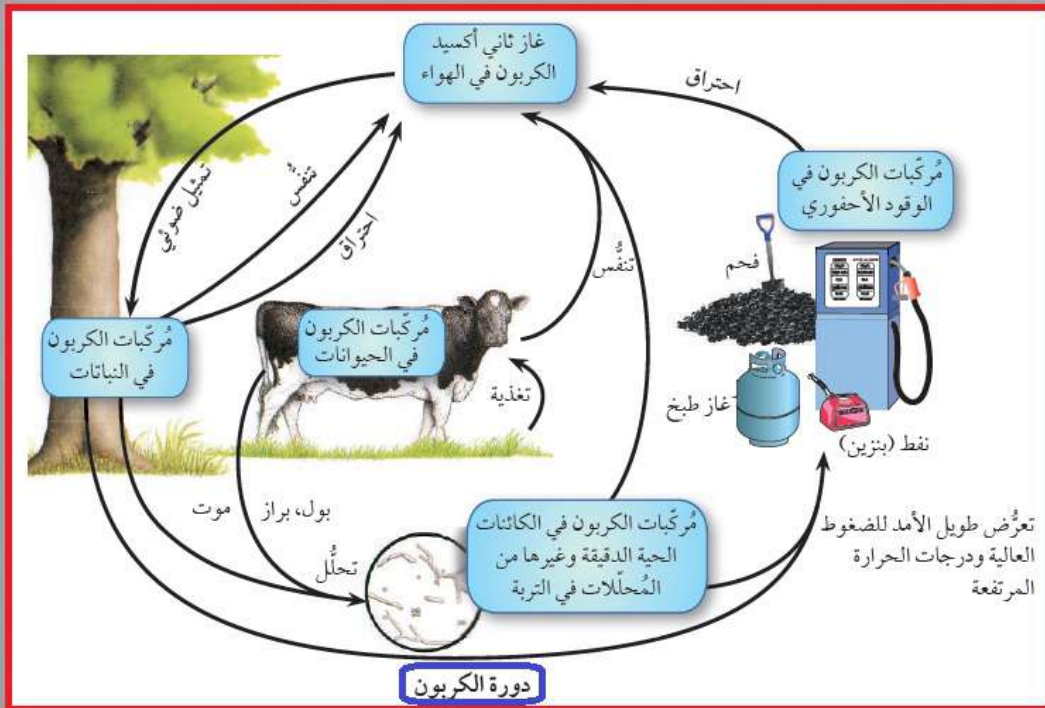 غاز ثاني أكسيد
الكربون في الهواء
احتراق
مُركّبات الكربون في
الوقود الأحفوري
تمثيل ضوئي
تنفُّس
احتراق
تنفُّس
فحم
مُركّبات الكربون
في النباتات
مُركّبات الكربون
في الحيوانات
تغذية
غاز طبخ
نفط (بنزين)
موت
بول، براز
تحلُّل
مُركّبات الكربون في الكائنات
الحية الدقيقة وغيرها من
المُحلّلات في التربة
تعرُّض طويل الأمد للضغوط
العالية ودرجات الحرارة
المرتفعة
دورة الكربون